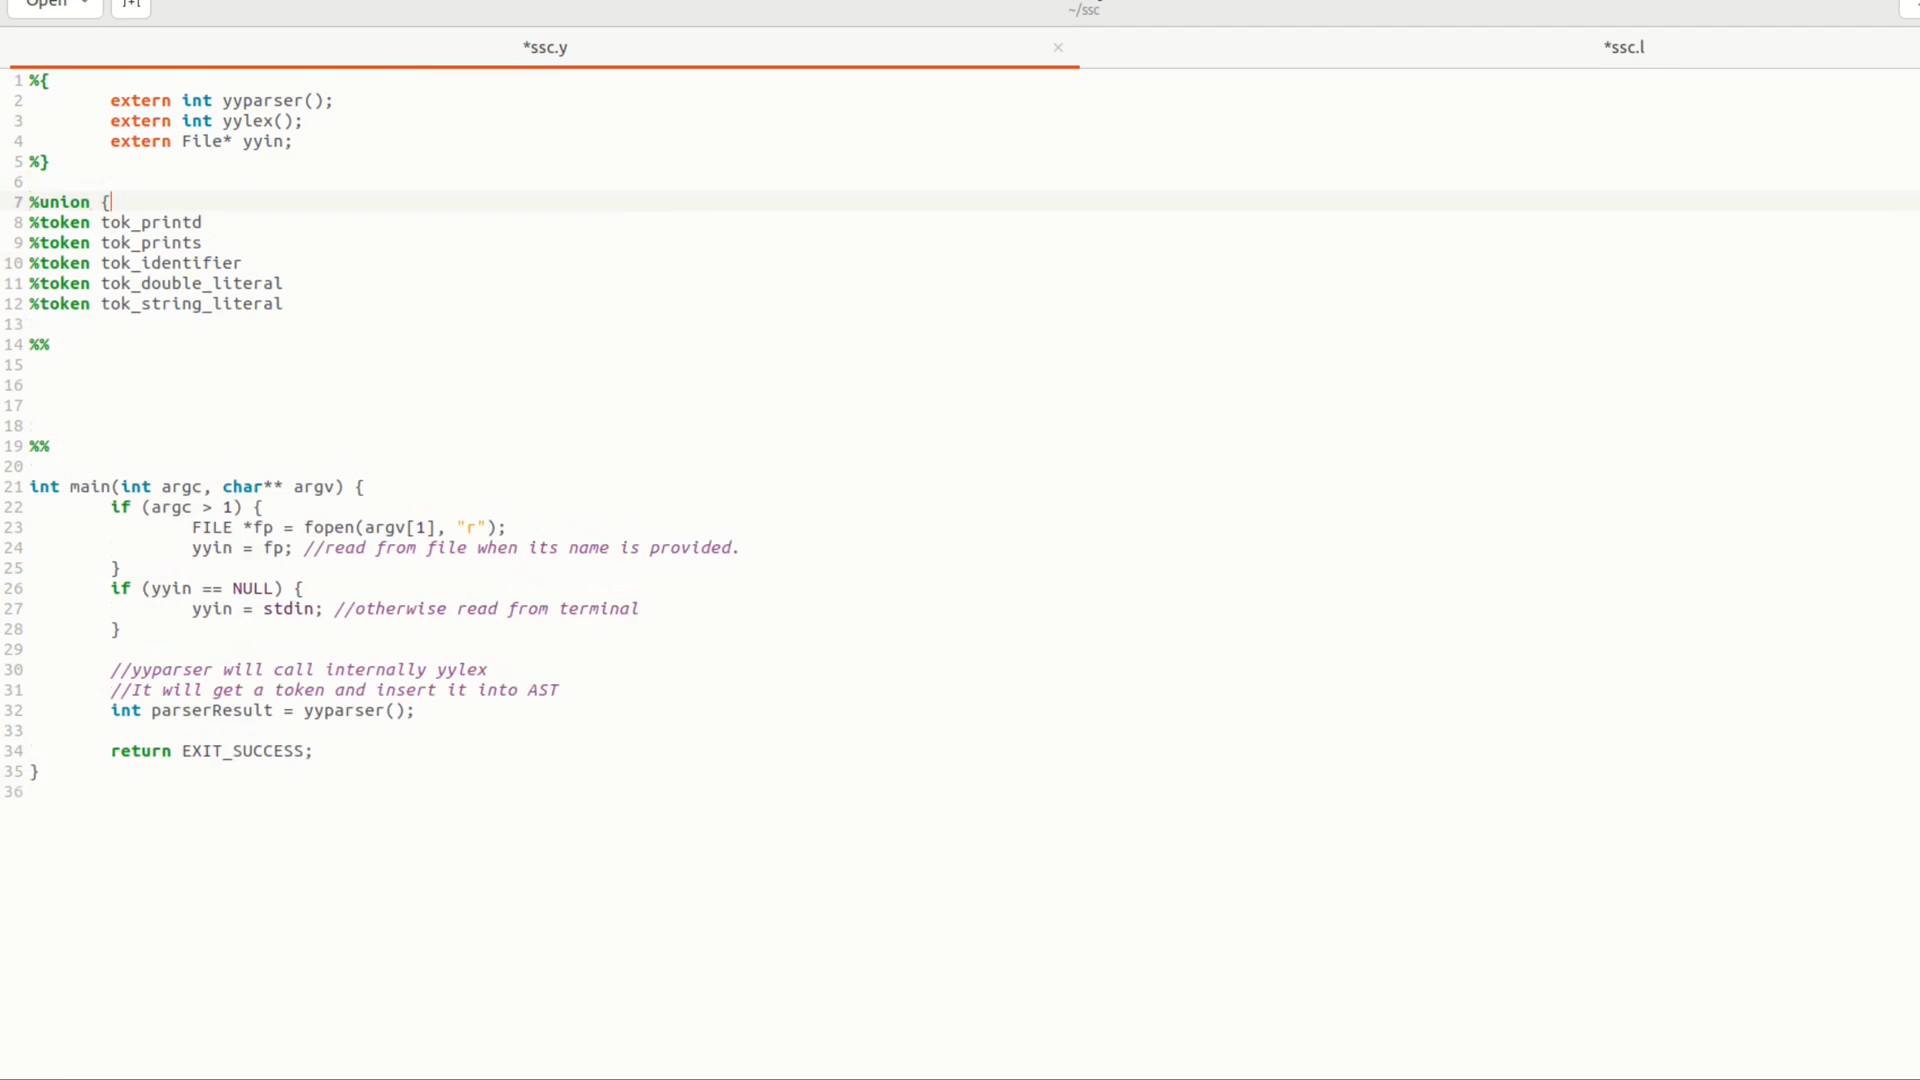 Open
~/ssc
*ssc.y ×
*ssc.l
1 %{
2 extern int yyparser();
3 extern int yylex();
4 extern File* yyin;
5 %}
6
7 %union {
8 %token tok_printd
9 %token tok_prints
10 %token tok_identifier
11 %token tok_double_literal
12 %token tok_string_literal
13
14 %%
15
16
17
18
19 %%
20
21 int main(int argc, char** argv) {
22 if (argc > 1) {
23 FILE *fp = fopen(argv[1], "r");
24 yyin = fp; //read from file when its name is provided.
25 }
26 if (yyin == NULL) {
27 yyin = stdin; //otherwise read from terminal
28 }
29
30 //yyparser will call internally yylex
31 //It will get a token and insert it into AST
32 int parserResult = yyparser();
33
34 return EXIT_SUCCESS;
35 }
36